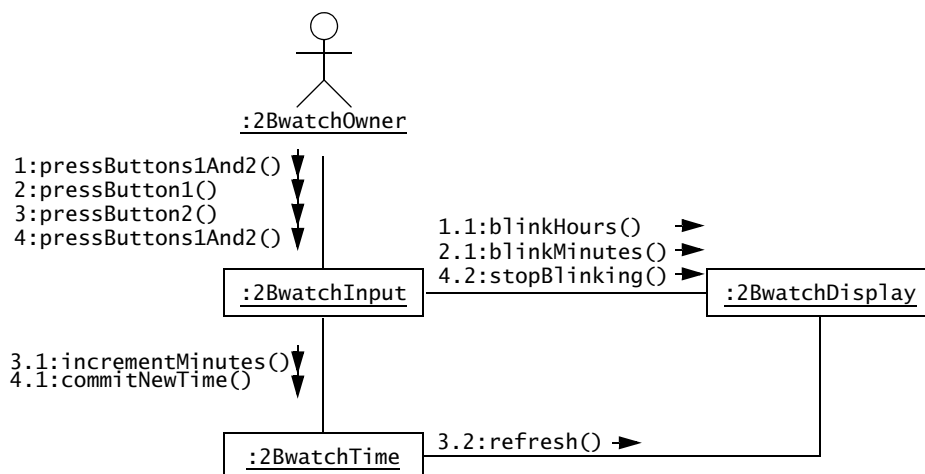 :2BwatchOwner
1:pressButtons1And2()
2:pressButton1()
3:pressButton2()
4:pressButtons1And2()
1.1:blinkHours()
2.1:blinkMinutes()
4.2:stopBlinking()
:2BwatchInput
:2BwatchDisplay
3.1:incrementMinutes()
4.1:commitNewTime()
3.2:refresh()
:2BwatchTime